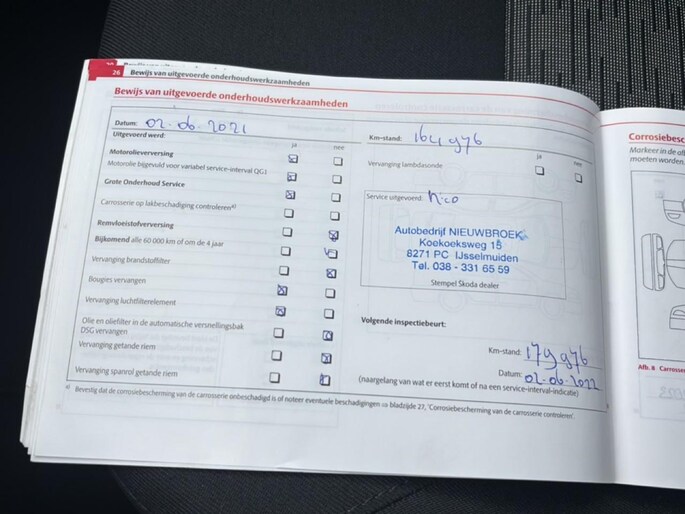 26 Bewijs van uitgevoerde onderhoudswerkzaamheden
Bewijs van uitgevoerde onderhoudswerkzaamheden
Datum: 02-06-2021
Uitgevoerd werd:
ja nee
Motorolieverversing
Motorolie bijgevuld voor variabel service-interval QG1
Grote Onderhoud Service
Carrosserie op lakbeschadiging controleren a)
Remvloeistofverversing
Bijkomend alle 60 000 km of om de 4 jaar
Vervanging brandstoffilter
Bougies vervangen
Vervanging luchtfilterelement
Olie en oliefilter in de automatische versnellingsbak
DSG vervangen
Vervanging getande riem
Vervanging spanrol getande riem
Km-stand: 164976
ja nee
Vervanging lambdasonde
Service uitgevoerd: Nico
Autobedrijf NIEUWBROEK
Koekoeksweg 15
8271 PC IJsselmuiden
Tel. 038 - 331 65 59
Stempel Škoda dealer
Volgende inspectiebeurt:
Km-stand: 179976
Datum: 02-06-2022
(naargelang van wat er eerst komt of na een service-interval-indicatie)
a) Bevestig dat de corrosiebescherming van de carrosserie onbeschadigd is of noteer eventuele beschadigingen ⇒ bladzijde 27, 'Corrosiebescherming van de carrosserie controleren'.
Corrosiebesche
Markeer in de af
moeten worden.
Afb. 8 Carrosser